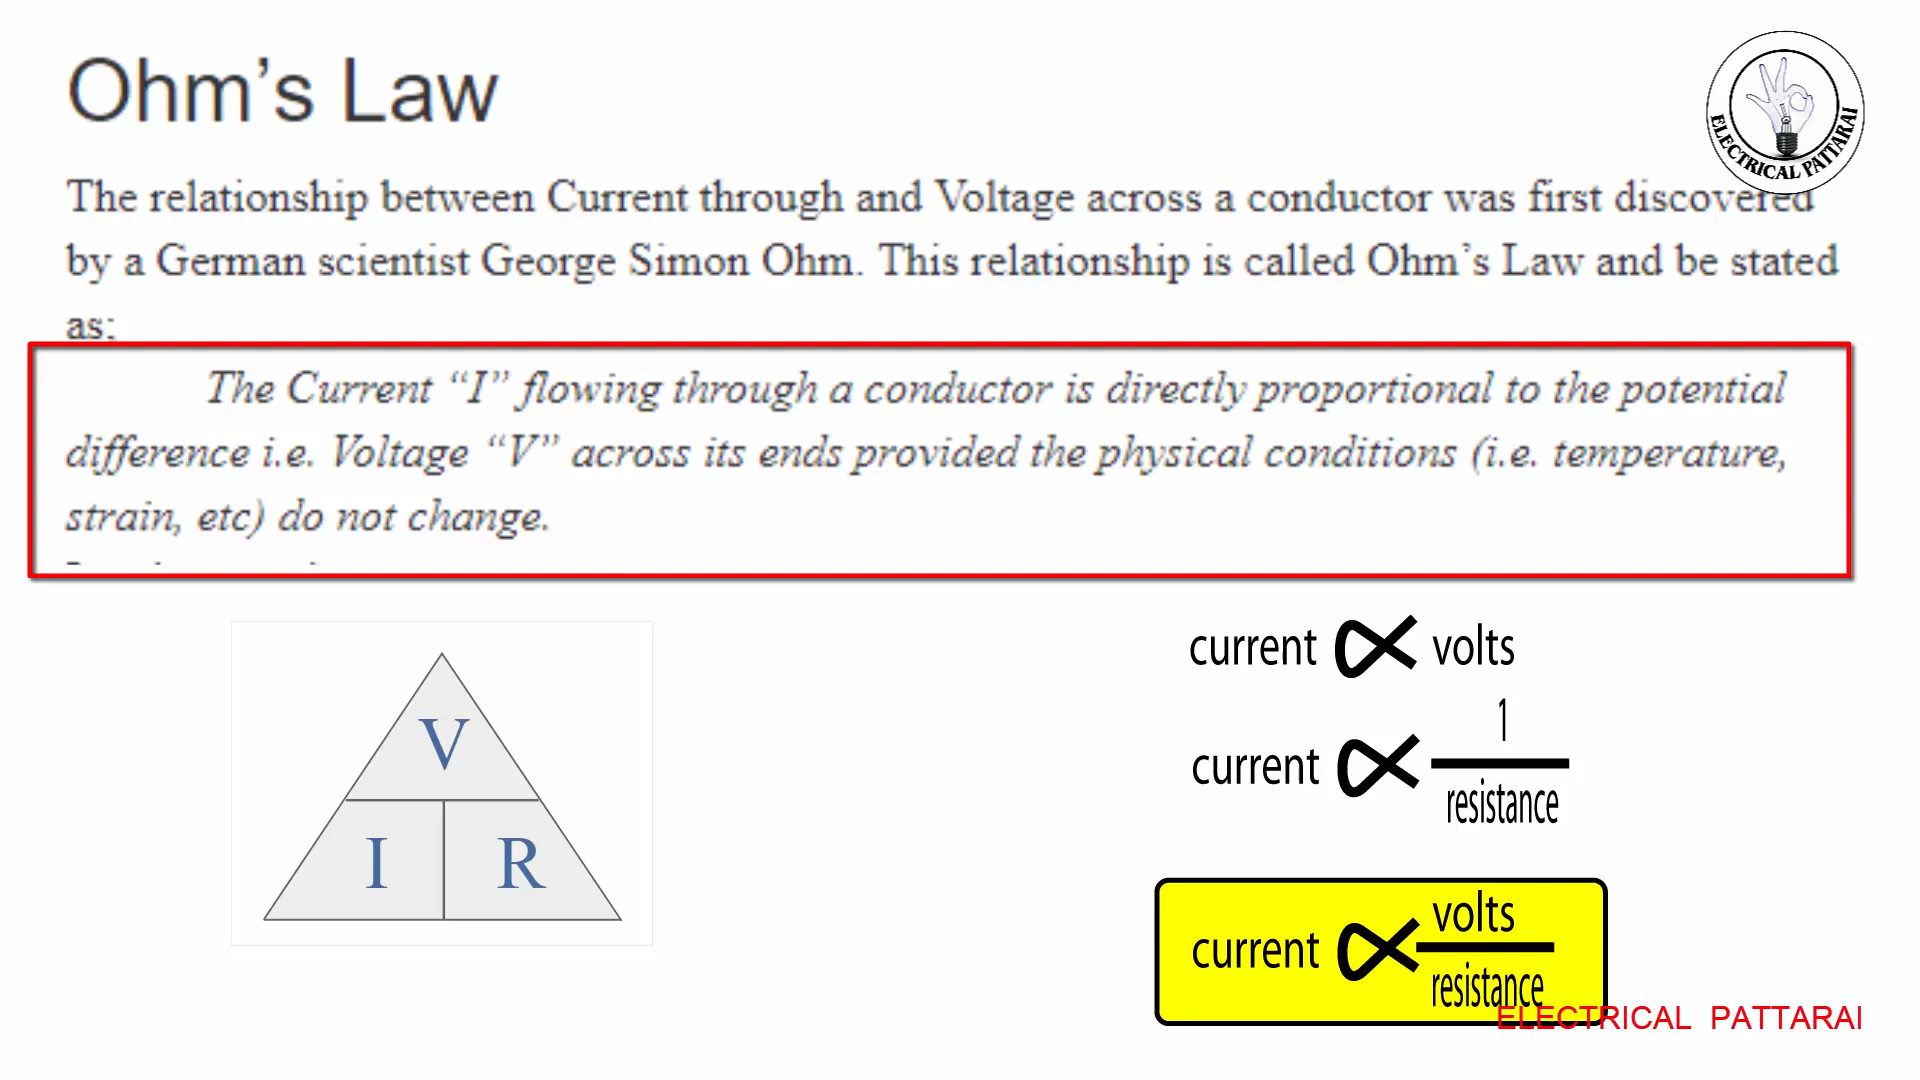 Ohm’s Law
ELECTRICAL PATTARAI
The relationship between Current through and Voltage across a conductor was first discovered
by a German scientist George Simon Ohm. This relationship is called Ohm’s Law and be stated
as;
The Current “I” flowing through a conductor is directly proportional to the potential
difference i.e. Voltage “V” across its ends provided the physical conditions (i.e. temperature,
strain, etc) do not change.
V
I R
current ∝ volts
1
current ∝
resistance
volts
current ∝
resistance
ELECTRICAL PATTARAI